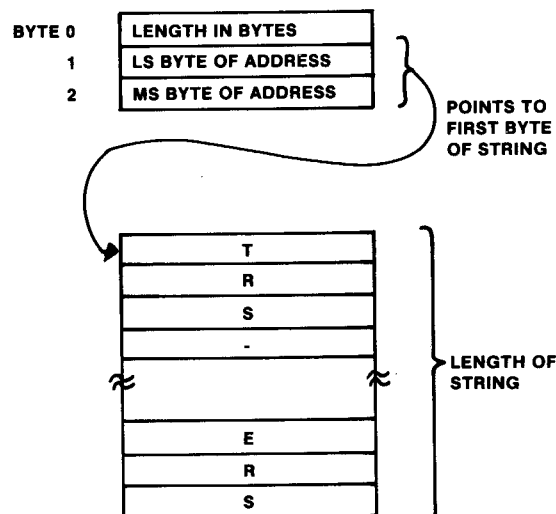 BYTE 0 LENGTH IN BYTES
1 LS BYTE OF ADDRESS
2 MS BYTE OF ADDRESS
POINTS TO
FIRST BYTE
OF STRING
T
R
S
-
LENGTH OF
STRING
E
R
S